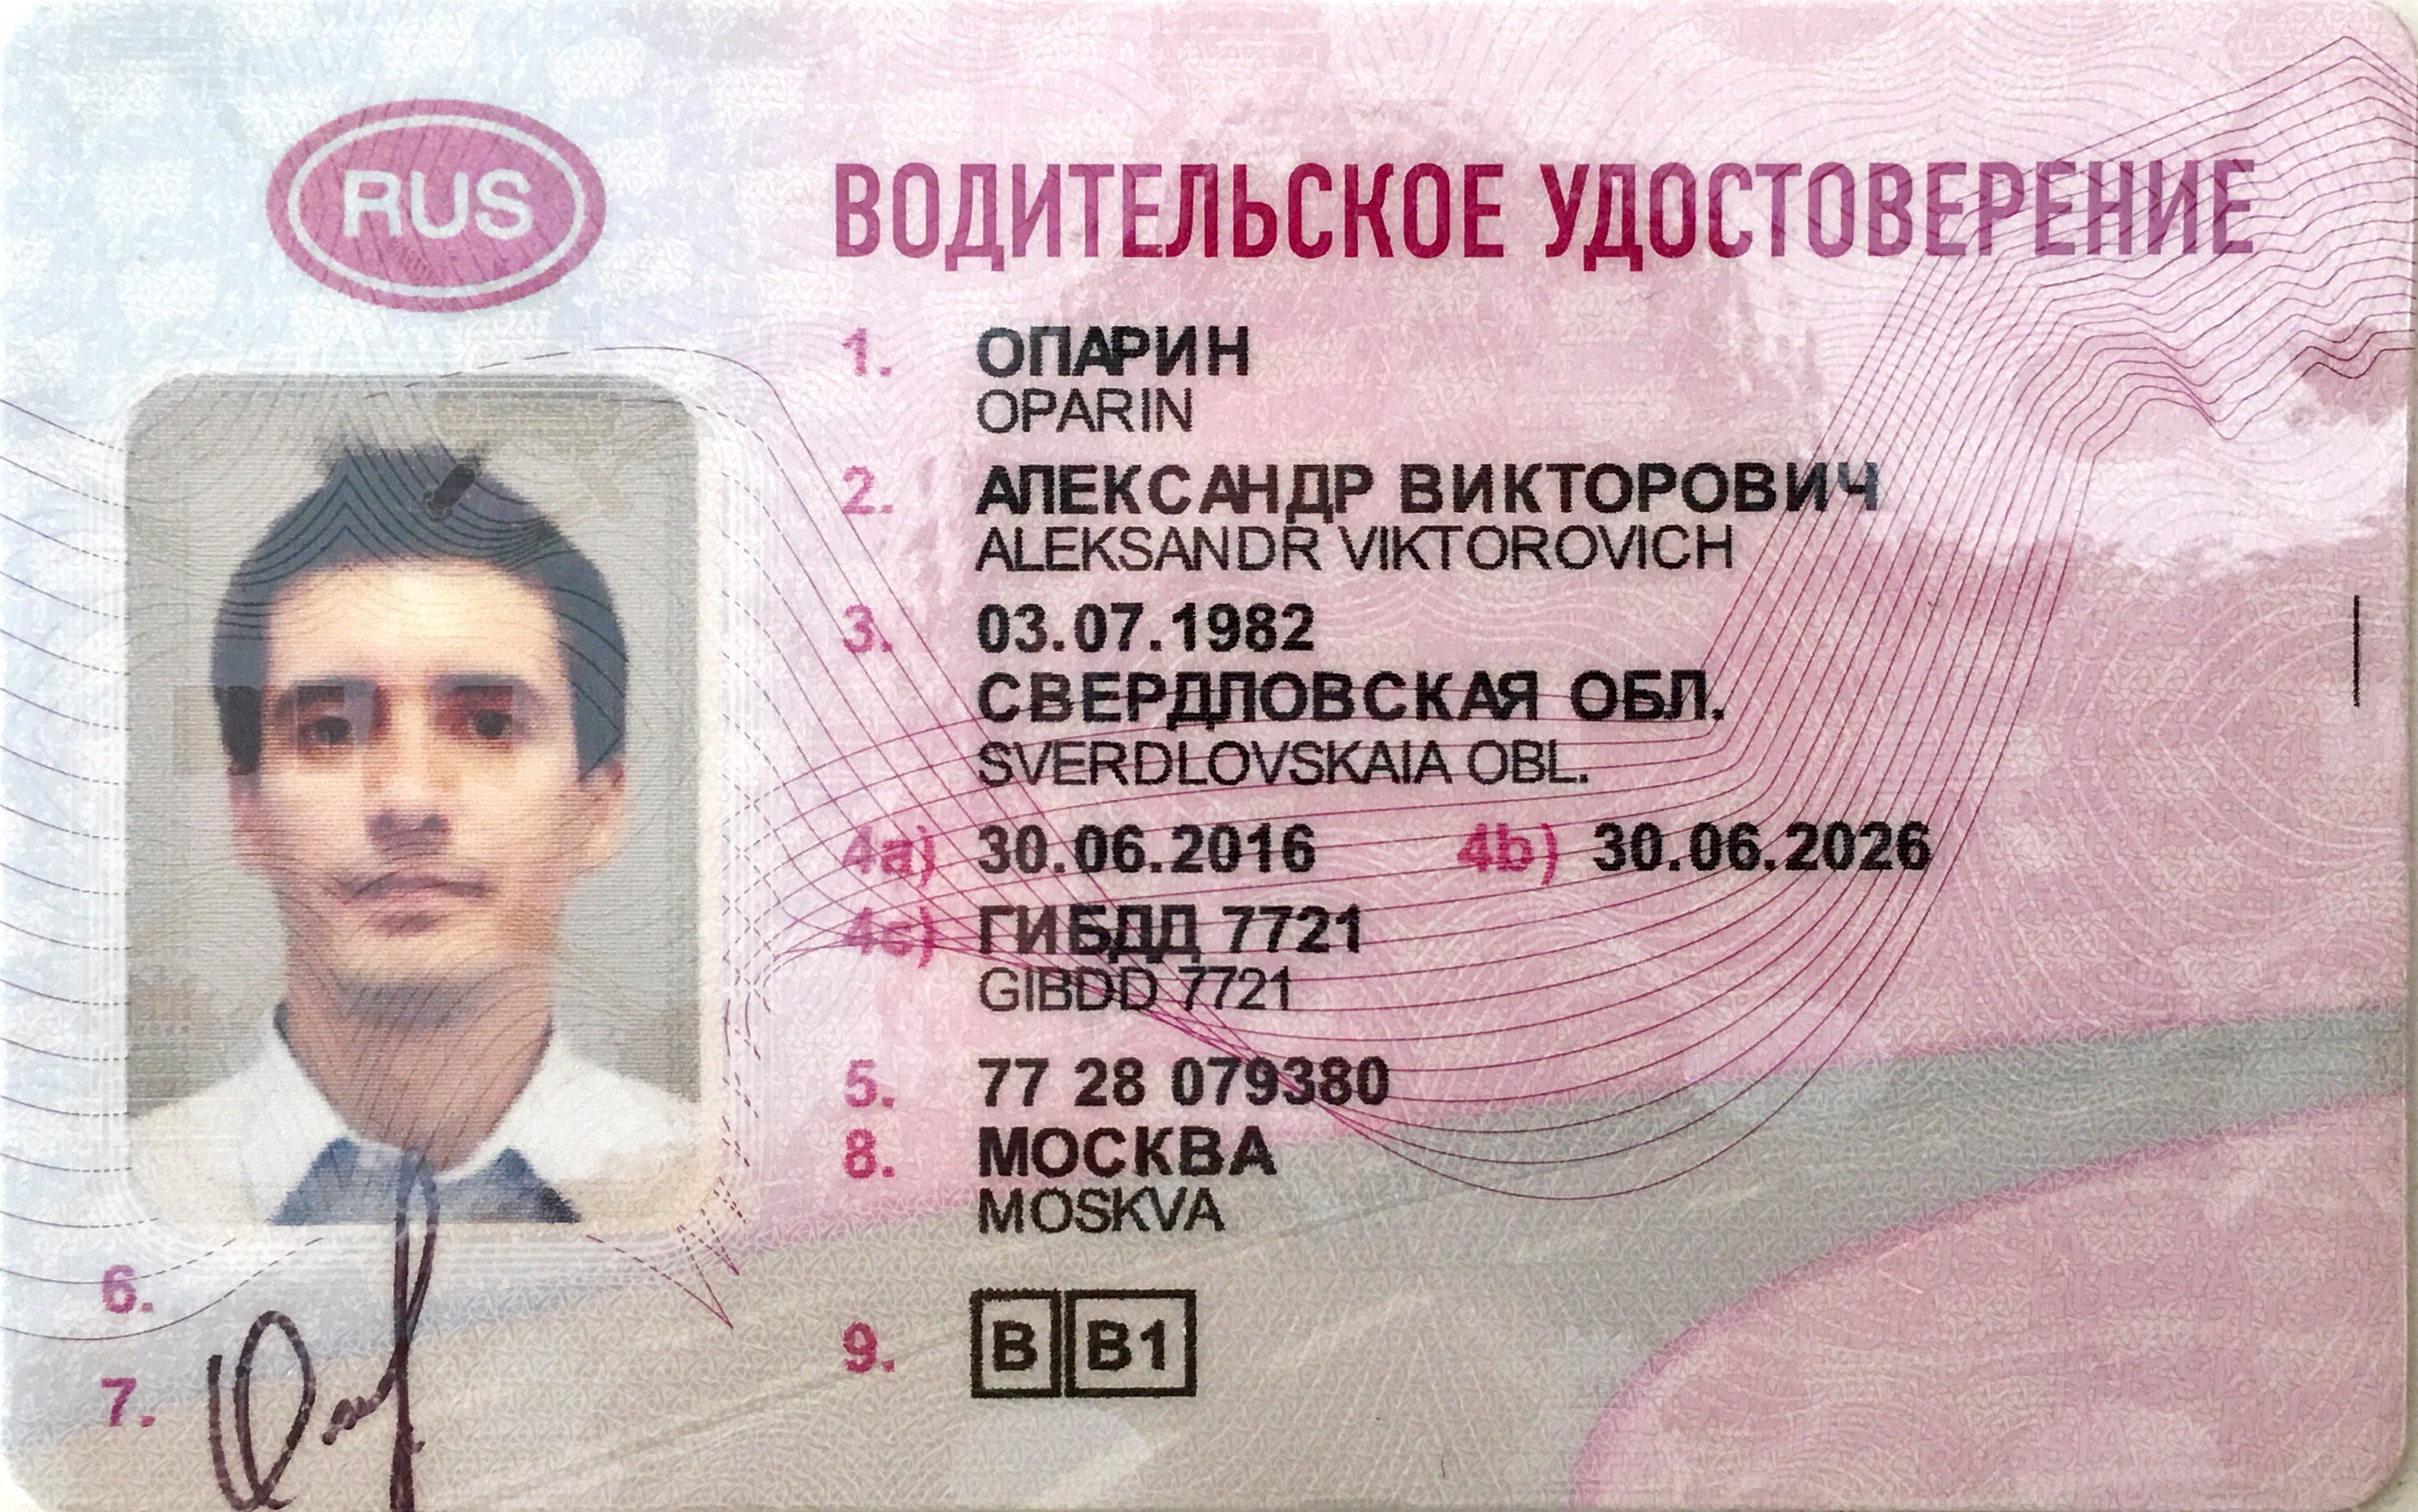 RUS
ВОДИТЕЛЬСКОЕ УДОСТОВЕРЕНИЕ
1. ОПАРИН
OPARIN
2. АЛЕКСАНДР ВИКТОРОВИЧ
ALEKSANDR VIKTOROVICH
3. 03.07.1982
СВЕРДЛОВСКАЯ ОБЛ.
SVERDLOVSKAIA OBL.
4a) 30.06.2016 4b) 30.06.2026
4c) ГИБДД 7721
GIBDD 7721
5. 77 28 079380
8. МОСКВА
MOSKVA
6.
9. B B1
7.